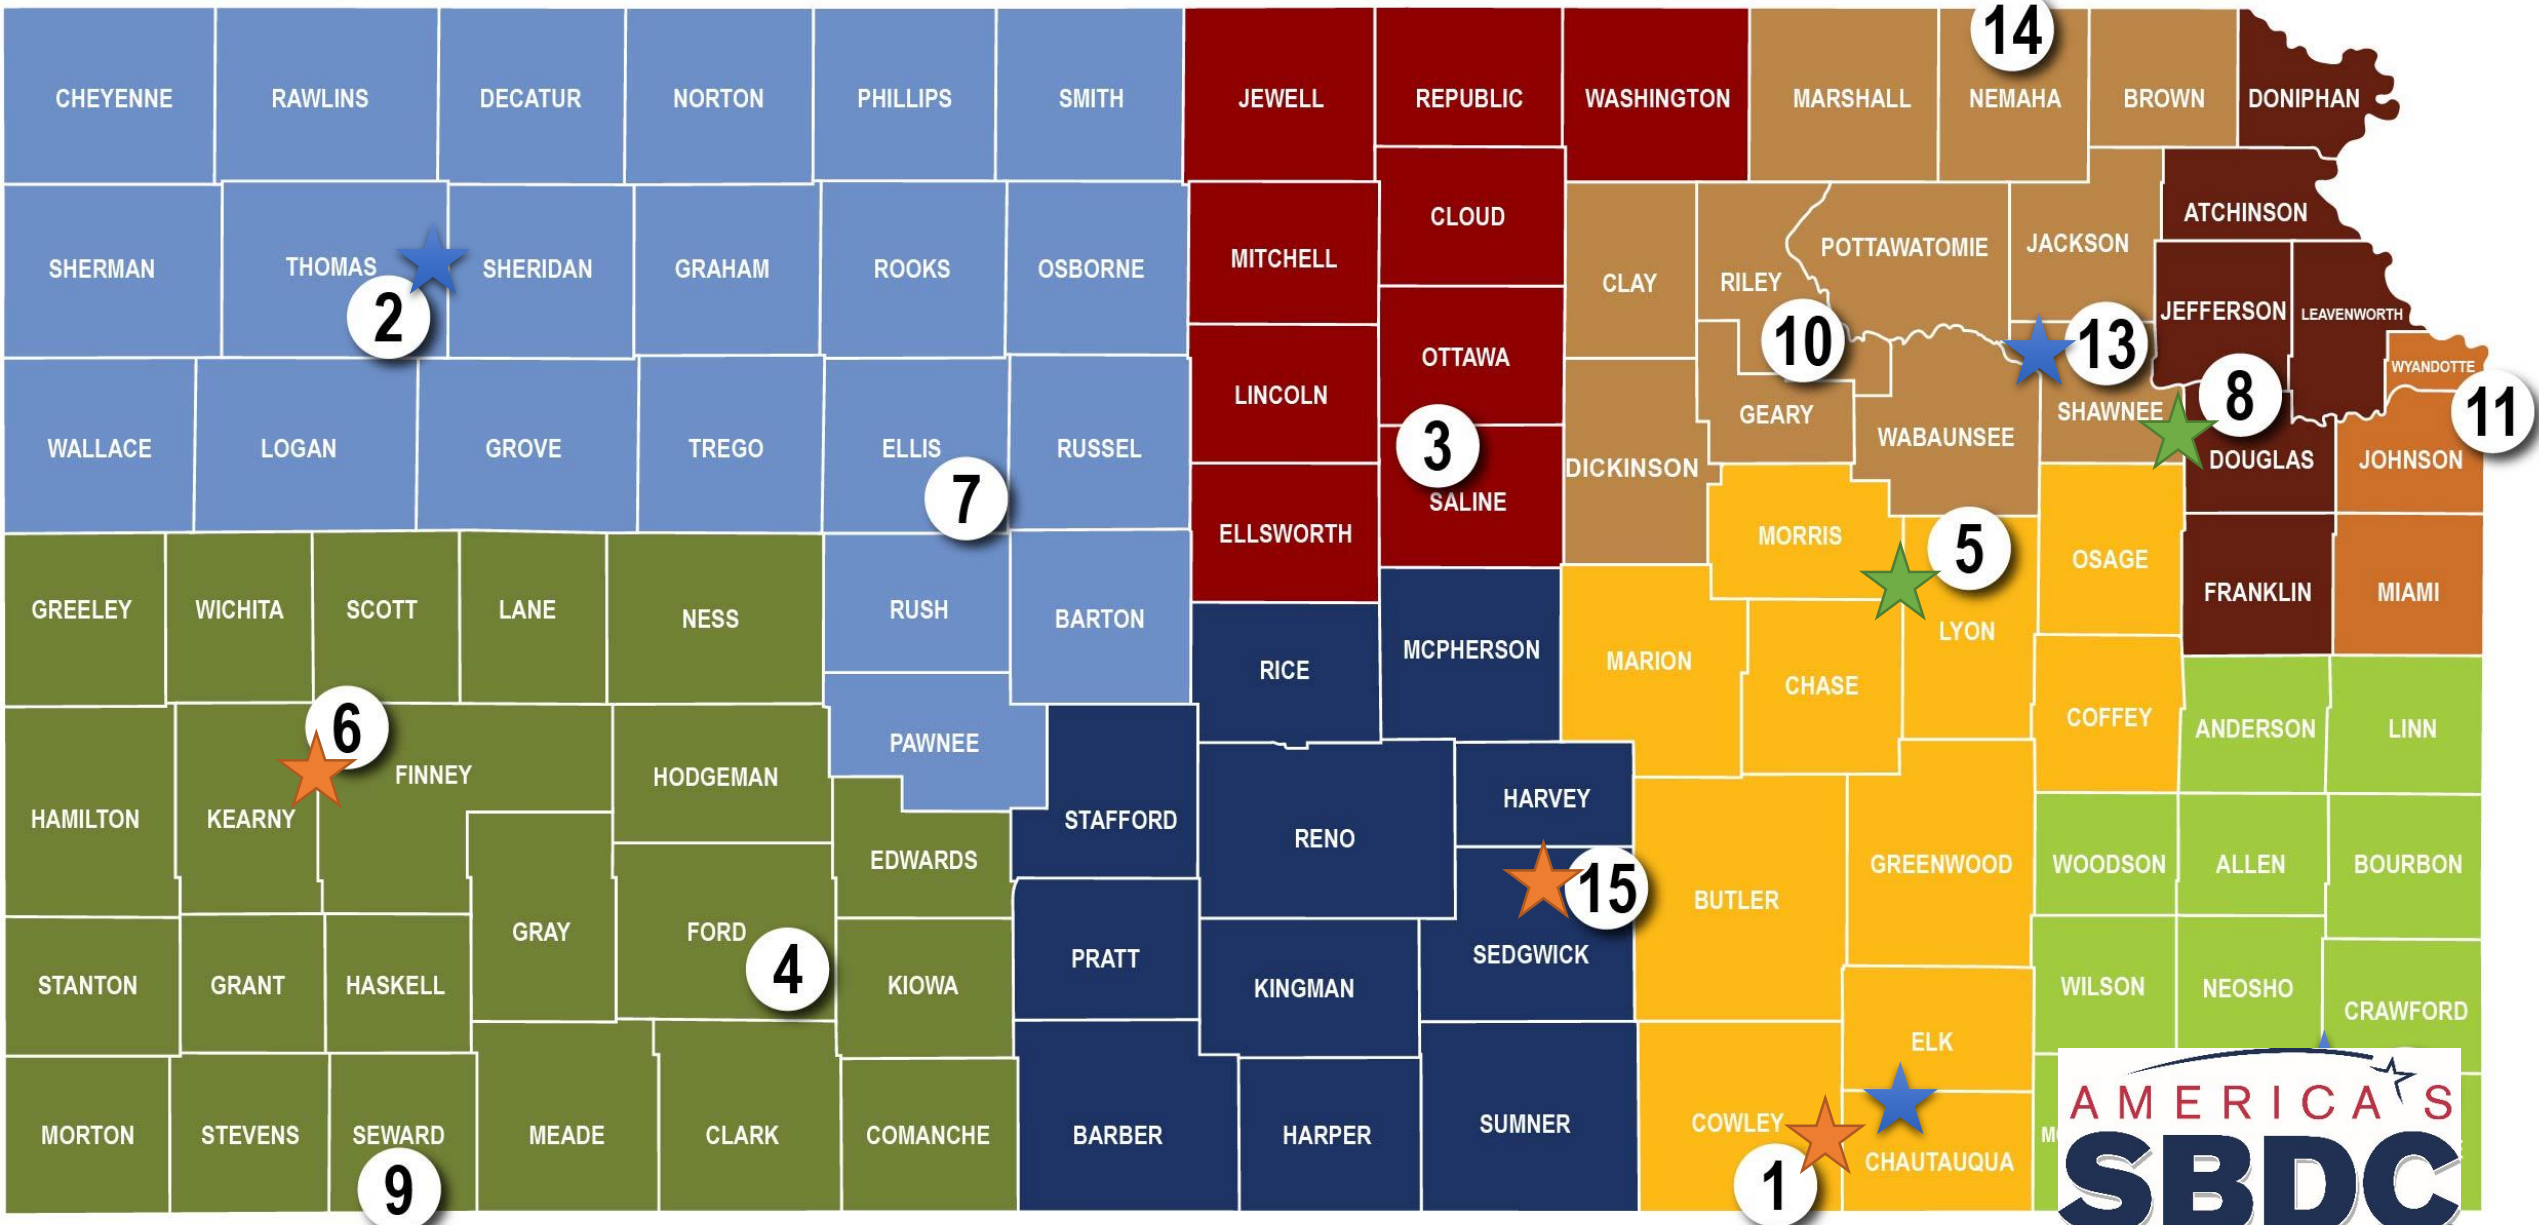 14
CHEYENNE
RAWLINS
DECATUR
NORTON
PHILLIPS
SMITH
JEWELL
REPUBLIC
WASHINGTON
MARSHALL
NEMAHA
BROWN
DONIPHAN
ATCHINSON
CLOUD
SHERMAN
THOMAS
SHERIDAN
GRAHAM
ROOKS
OSBORNE
MITCHELL
CLAY
RILEY
POTTAWATOMIE
JACKSON
JEFFERSON
LEAVENWORTH
2
10
13
OTTAWA
WYANDOTTE
8
11
LINCOLN
GEARY
SHAWNEE
WALLACE
LOGAN
GROVE
TREGO
ELLIS
RUSSEL
3
WABAUNSEE
DOUGLAS
JOHNSON
DICKINSON
7
SALINE
ELLSWORTH
MORRIS
5
OSAGE
GREELEY
WICHITA
SCOTT
LANE
NESS
RUSH
BARTON
FRANKLIN
MIAMI
LYON
RICE
MCPHERSON
MARION
CHASE
COFFEY
6
PAWNEE
ANDERSON
LINN
FINNEY
HODGEMAN
HAMILTON
KEARNY
STAFFORD
RENO
HARVEY
EDWARDS
GREENWOOD
WOODSON
ALLEN
BOURBON
15
BUTLER
GRAY
FORD
4
PRATT
SEDGWICK
STANTON
GRANT
HASKELL
KIOWA
KINGMAN
WILSON
NEOSHO
CRAWFORD
ELK
MORTON
STEVENS
SEWARD
MEADE
CLARK
COMANCHE
BARBER
HARPER
SUMNER
COWLEY
CHAUTAUQUA
9
1
AMERICA'S
SBDC